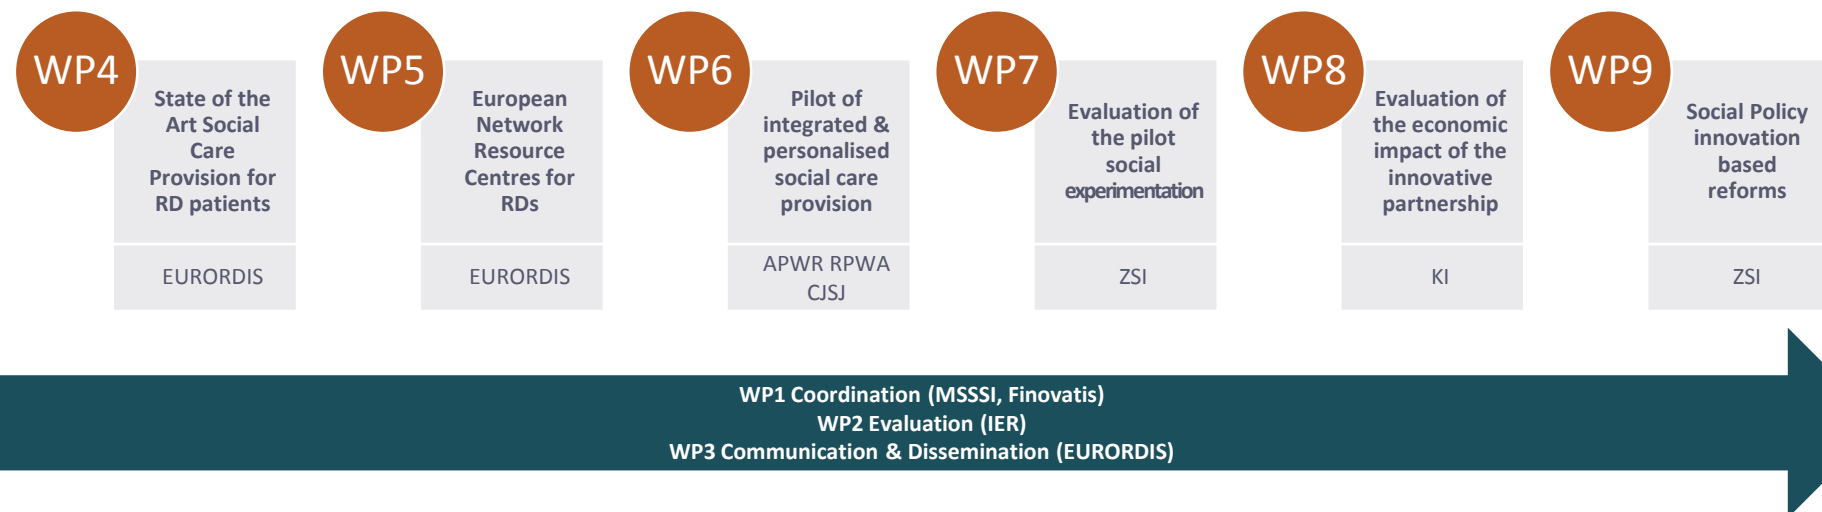 WP4
State of the
Art Social
Care
Provision for
RD patients
EURORDIS
WP5
European
Network
Resource
Centres for
RDs
EURORDIS
WP6
Pilot of
integrated &
personalised
social care
provision
APWR RPWA
CJSJ
WP7
Evaluation of
the pilot
social
experimentation
ZSI
WP8
Evaluation of
the economic
impact of the
innovative
partnership
KI
WP9
Social Policy
innovation
based
reforms
ZSI
WP1 Coordination (MSSSI, Finovatis)
WP2 Evaluation (IER)
WP3 Communication & Dissemination (EURORDIS)